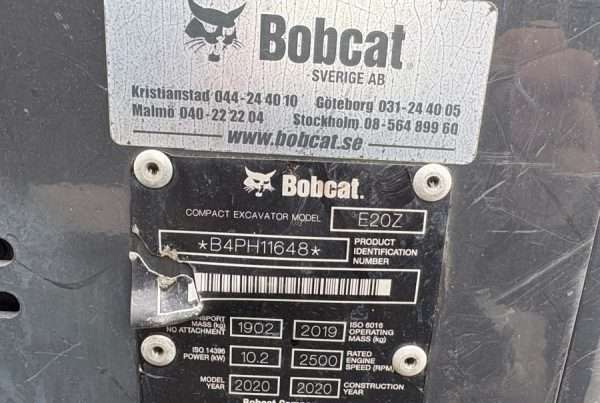 Bobcat®
SVERIGE AB
Kristianstad 044-24 40 10 Göteborg 031-24 40 05
Malmö 040-22 22 04 Stockholm 08-564 899 60
www.bobcat.se
Bobcat.
COMPACT EXCAVATOR MODEL E20Z
*B4PH11648* PRODUCT IDENTIFICATION NUMBER
MASS (kg) NO ATTACHMENT 1902 2019 ISO 6016 OPERATING MASS (kg)
ISO 14396 POWER (kW) 10.2 2500 RATED ENGINE SPEED (RPM)
MODEL YEAR 2020 2020 CONSTRUCTION YEAR